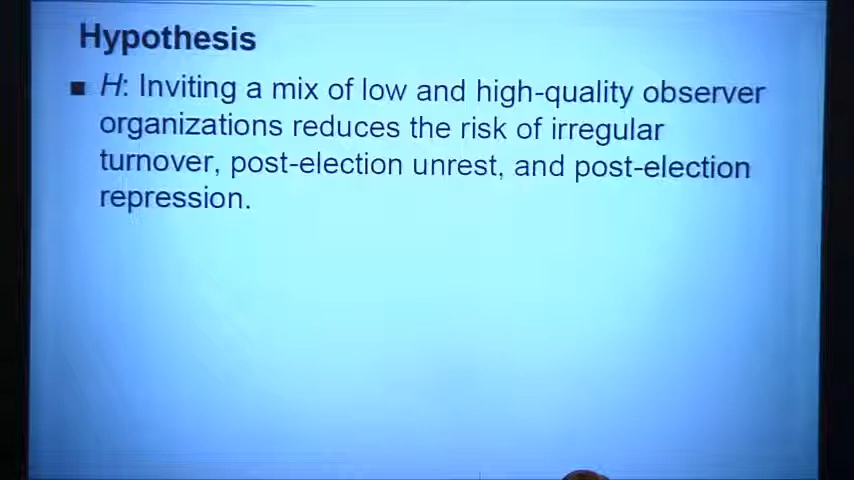 Hypothesis
■ H: Inviting a mix of low and high-quality observer
organizations reduces the risk of irregular
turnover, post-election unrest, and post-election
repression.